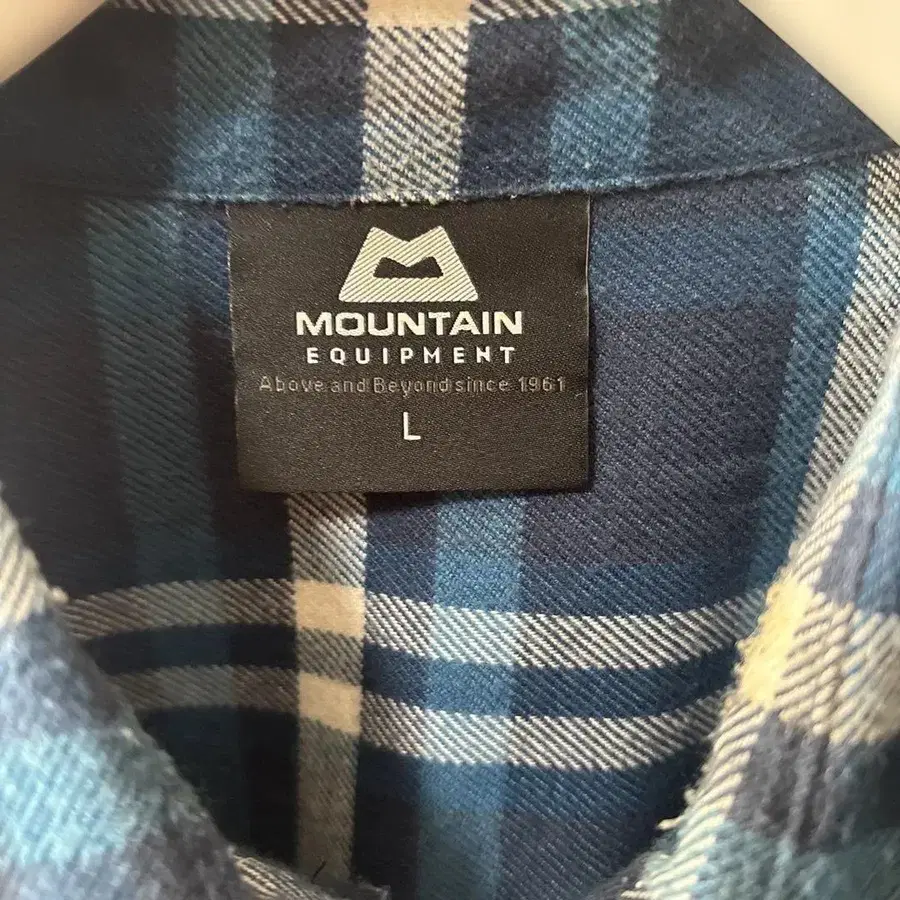 MOUNTAIN
EQUIPMENT
Above and Beyond since 1961
L